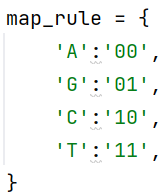 map_rule = {
    'A':'00',
    'G':'01',
    'C':'10',
    'T':'11',
}